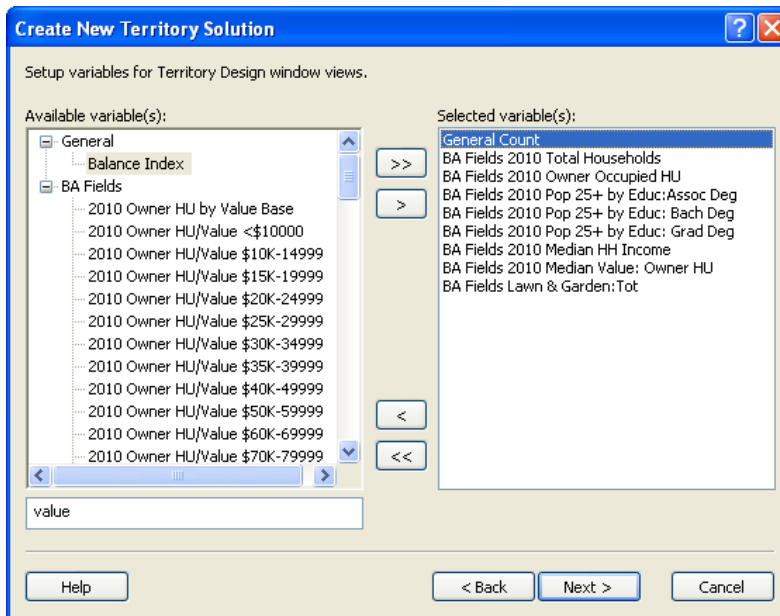 Create New Territory Solution
Setup variables for Territory Design window views.
Available variable(s):
General
Balance Index
BA Fields
2010 Owner HU by Value Base
2010 Owner HU/Value <$10000
2010 Owner HU/Value $10K-14999
2010 Owner HU/Value $15K-19999
2010 Owner HU/Value $20K-24999
2010 Owner HU/Value $25K-29999
2010 Owner HU/Value $30K-34999
2010 Owner HU/Value $35K-39999
2010 Owner HU/Value $40K-49999
2010 Owner HU/Value $50K-59999
2010 Owner HU/Value $60K-69999
2010 Owner HU/Value $70K-79999
value
>>
>
<
<<
Selected variable(s):
General Count
BA Fields 2010 Total Households
BA Fields 2010 Owner Occupied HU
BA Fields 2010 Pop 25+ by Educ:Assoc Deg
BA Fields 2010 Pop 25+ by Educ: Bach Deg
BA Fields 2010 Pop 25+ by Educ: Grad Deg
BA Fields 2010 Median HH Income
BA Fields 2010 Median Value: Owner HU
BA Fields Lawn & Garden:Tot
Help
< Back
Next >
Cancel